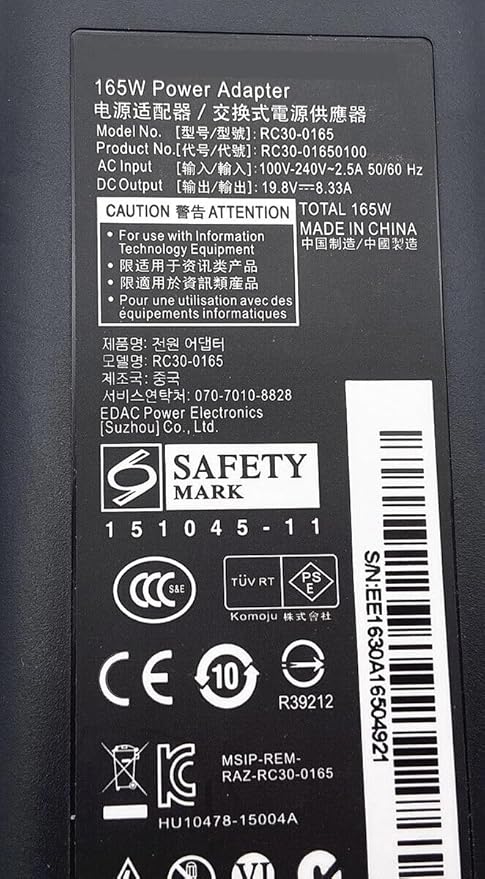 165W Power Adapter
电源适配器 / 交換式電源供應器
Model No. [型号/型號]: RC30-0165
Product No.[代号/代號]: RC30-01650100
AC Input [输入/輸入]: 100V-240V~2.5A 50/60 Hz
DC Output [输出/輸出]: 19.8V⎓8.33A
TOTAL 165W
MADE IN CHINA
中国制造/中國製造
CAUTION 警告 ATTENTION
• For use with Information
Technology Equipment
• 限适用于资讯类产品
• 限適用於資訊類產品
• Pour une utilisation avec des
équipements informatiques
제품명: 전원 어댑터
모델명: RC30-0165
제조국: 중국
서비스연락처: 070-7010-8828
EDAC Power Electronics
[Suzhou] Co., Ltd.
SAFETY
MARK
151045-11
CCC S&E
TÜV RT
PS
E
Komoju 株式会社
CE
10
R39212
MSIP-REM-
RAZ-RC30-0165
HU10478-15004A
VI
S/N:EE1630A16504921